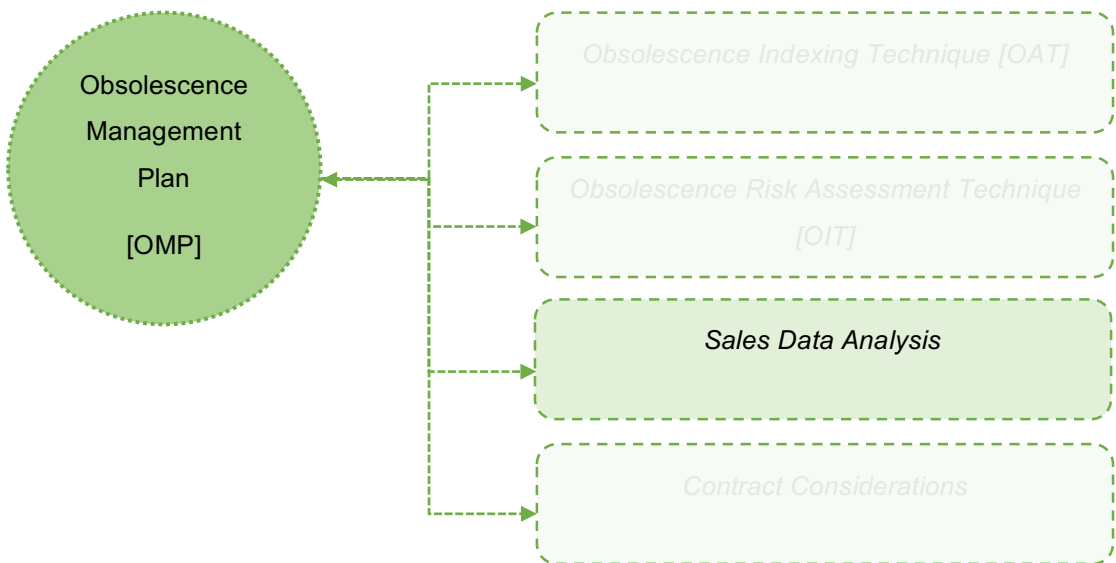 Obsolescence
Management
Plan
[OMP]
Obsolescence Indexing Technique [OAT]
Obsolescence Risk Assessment Technique
[OIT]
Sales Data Analysis
Contract Considerations